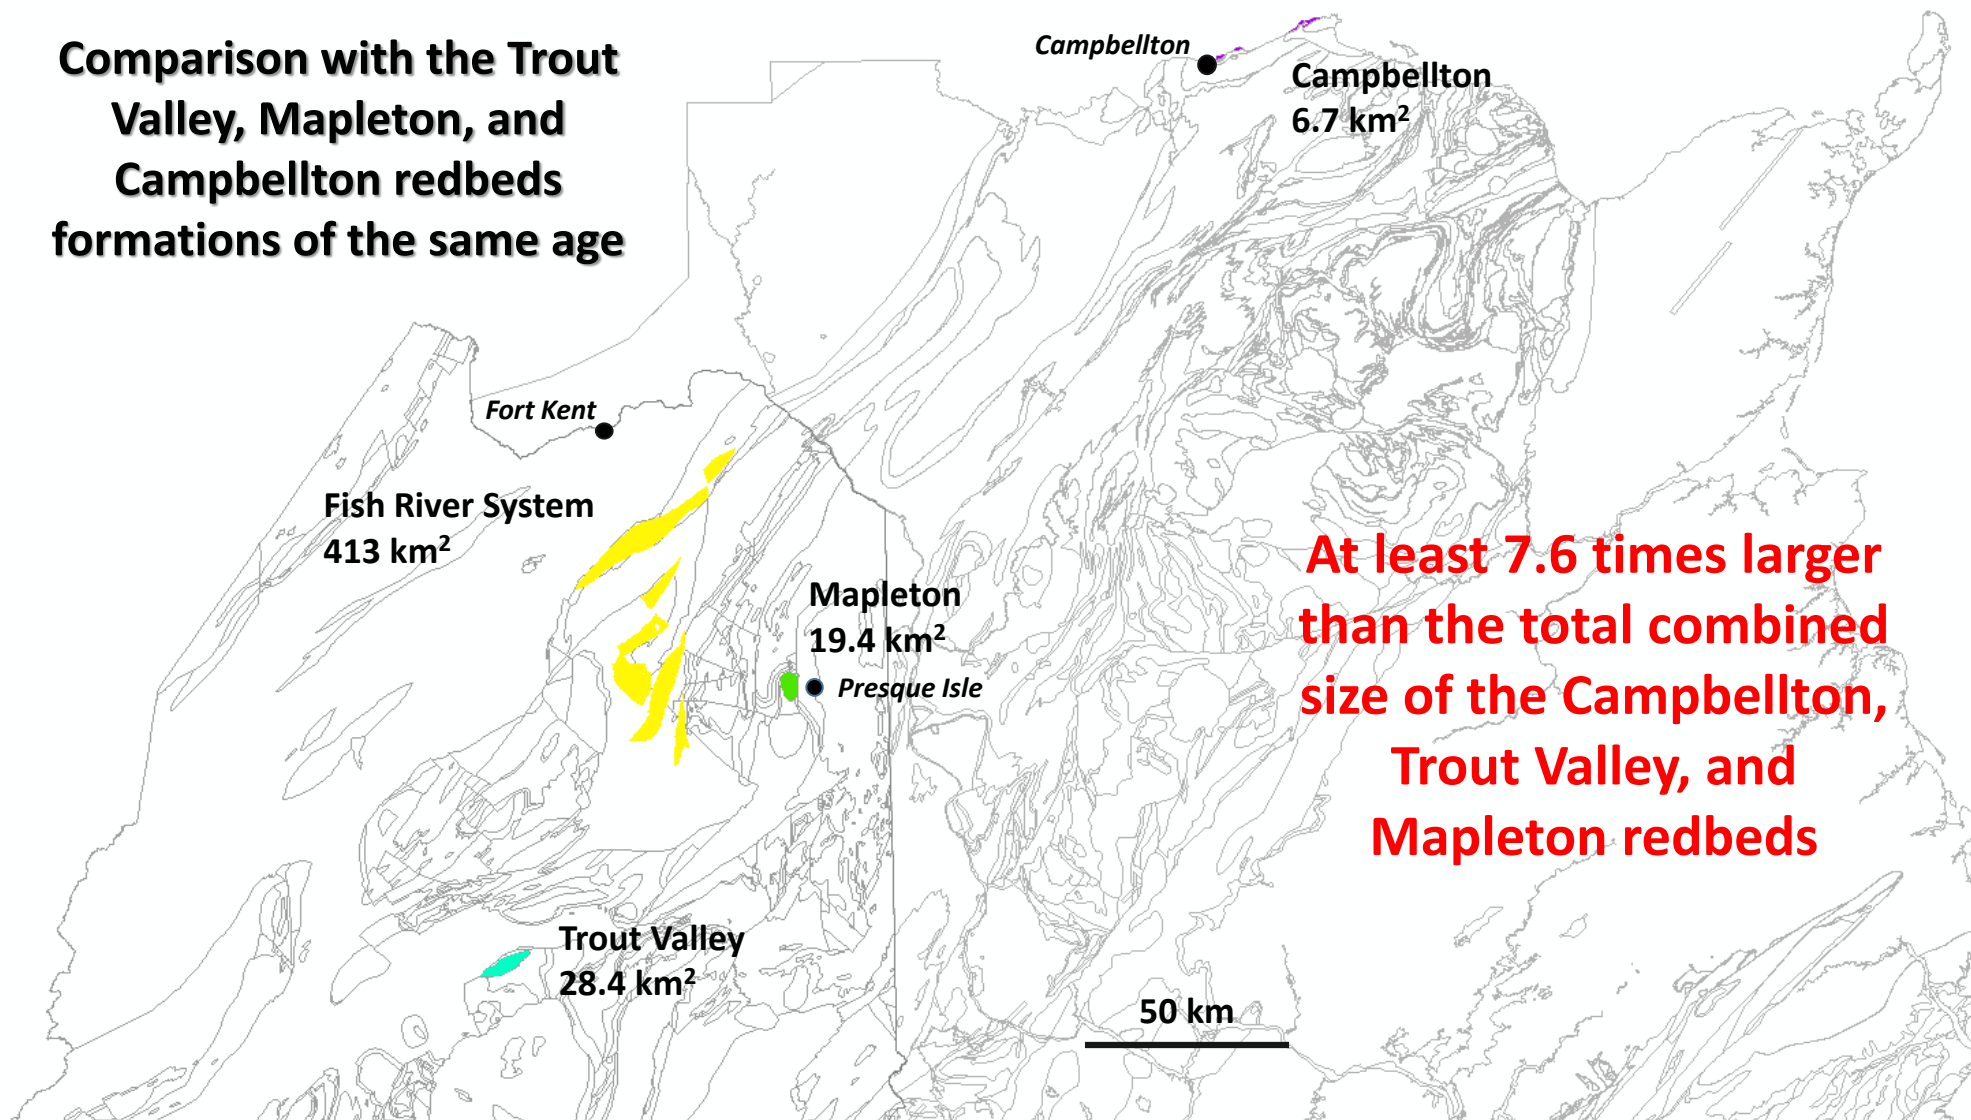 Comparison with the Trout
Valley, Mapleton, and
Campbellton redbeds
formations of the same age
Campbellton
Campbellton
6.7 km²
Fort Kent
Fish River System
413 km²
Mapleton
19.4 km²
Presque Isle
At least 7.6 times larger
than the total combined
size of the Campbellton,
Trout Valley, and
Mapleton redbeds
Trout Valley
28.4 km²
50 km